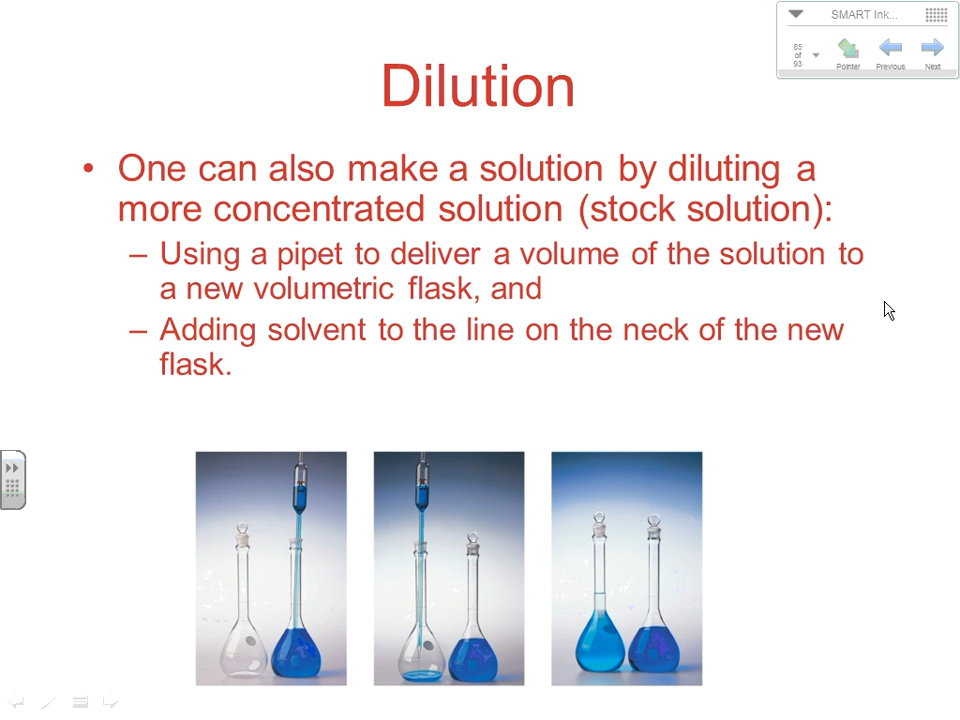 SMART Ink...
85
of
93
Pointer
Previous
Next
Dilution
• One can also make a solution by diluting a
more concentrated solution (stock solution):
– Using a pipet to deliver a volume of the solution to
a new volumetric flask, and
– Adding solvent to the line on the neck of the new
flask.